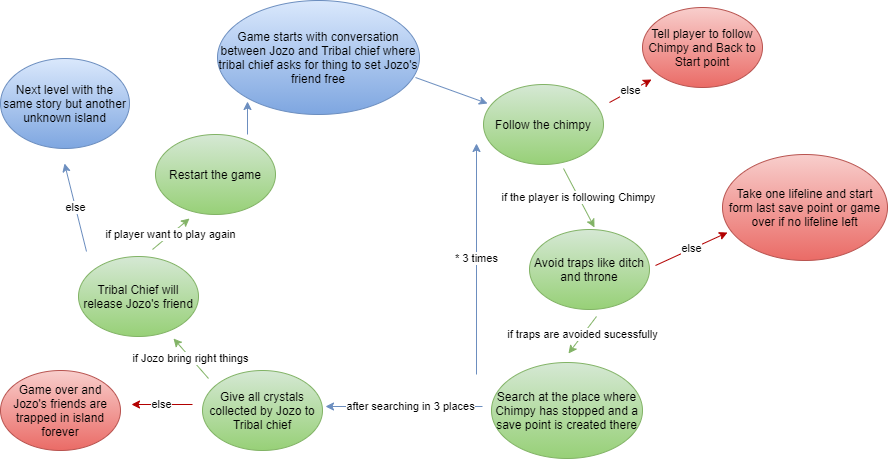 Game starts with conversation
between Jozo and Tribal chief where
tribal chief asks for thing to set Jozo's
friend free
Tell player to follow
Chimpy and Back to
Start point
else
Next level with the
same story but another
unknown island
Follow the chimpy
Restart the game
else
if the player is following Chimpy
Take one lifeline and start
form last save point or game
over if no lifeline left
if player want to play again
* 3 times
else
Avoid traps like ditch
and throne
Tribal Chief will
release Jozo's friend
if traps are avoided sucessfully
if Jozo bring right things
Game over and
Jozo's friends are
trapped in island
forever
else
Give all crystals
collected by Jozo to
Tribal chief
after searching in 3 places
Search at the place where
Chimpy has stopped and a
save point is created there